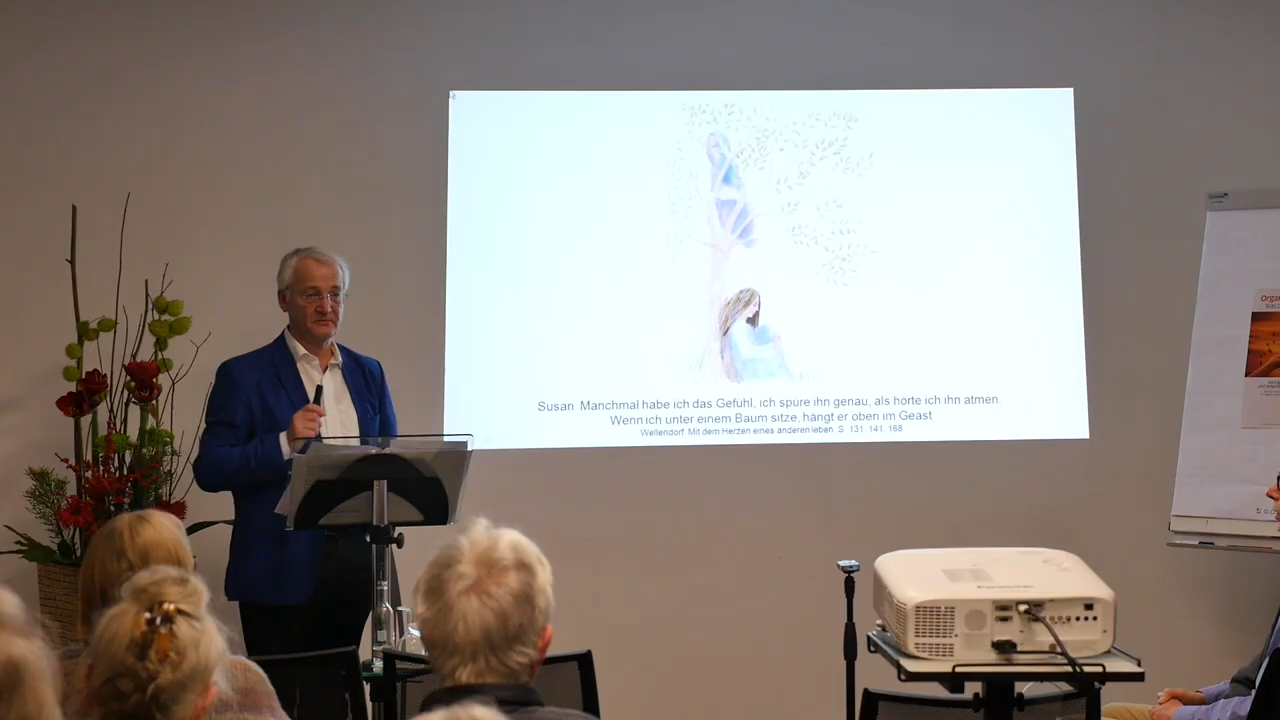 Susan Manchmal habe ich das Gefühl, ich spüre ihn genau, als hörte ich ihn atmen.
Wenn ich unter einem Baum sitze, hängt er oben im Geäst
Wellendorf Mit dem Herzen eines anderen leben S. 131. 141. 168
Panasonic